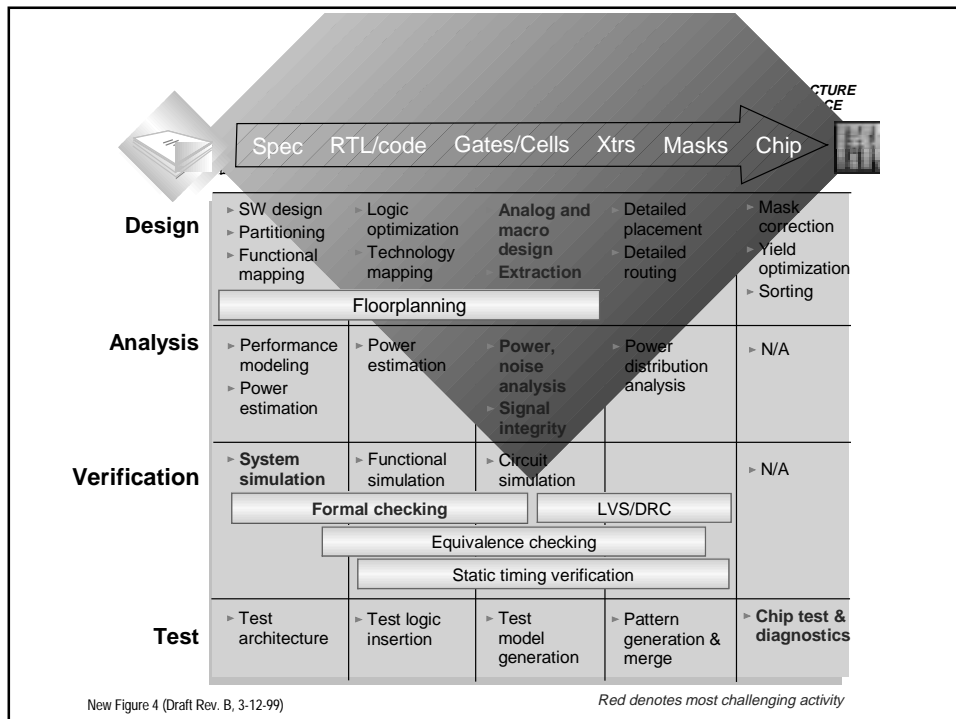 CTURE
CE
Spec RTL/code Gates/Cells Xtrs Masks Chip
Design
► SW design
► Partitioning
► Functional
mapping
► Logic
optimization
► Technology
mapping
Analog and
macro
design
► Extraction
► Detailed
placement
► Detailed
routing
► Mask
correction
► Yield
optimization
► Sorting
Floorplanning
Analysis
► Performance
modeling
► Power
estimation
► Power
estimation
► Power,
noise
analysis
► Signal
integrity
► Power
distribution
analysis
► N/A
Verification
► System
simulation
► Functional
simulation
► Circuit
simulation
► N/A
Formal checking
LVS/DRC
Equivalence checking
Static timing verification
Test
► Test
architecture
► Test logic
insertion
► Test
model
generation
► Pattern
generation &
merge
► Chip test &
diagnostics
New Figure 4 (Draft Rev. B, 3-12-99)
Red denotes most challenging activity